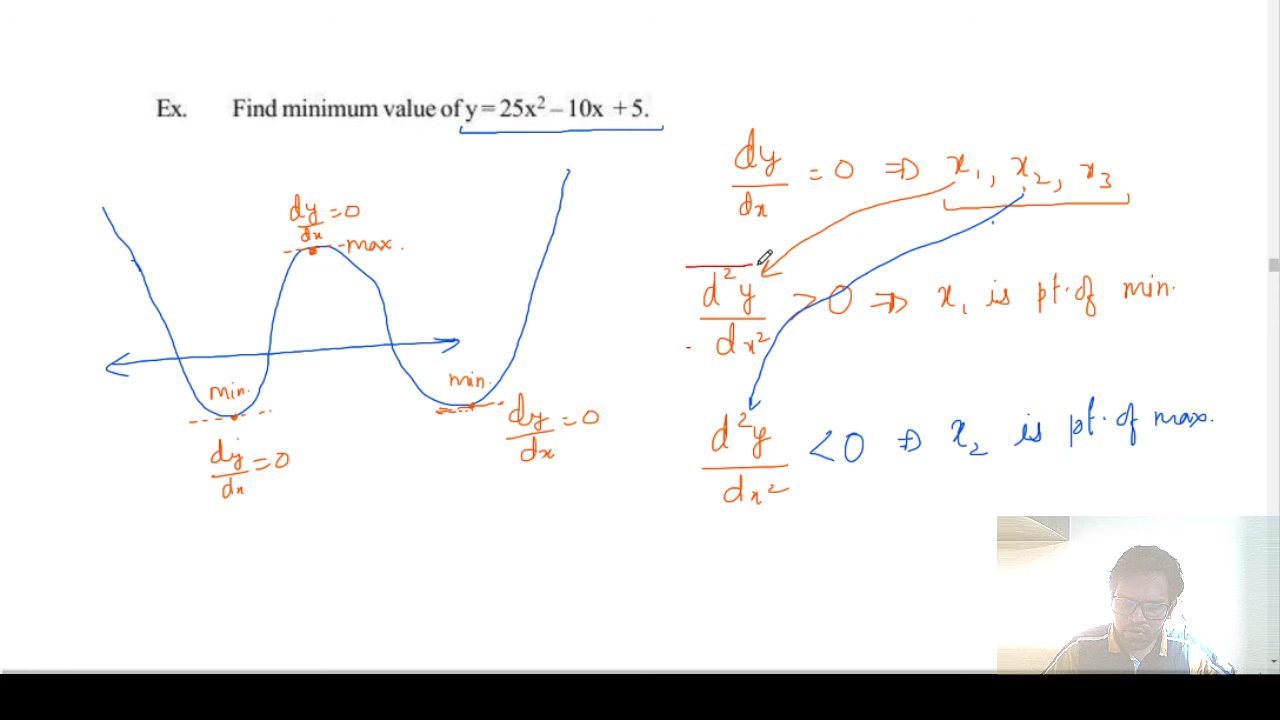 Ex. Find minimum value of y = 25x² – 10x + 5.
dy/dx = 0 ⇒ x₁, x₂, x₃
dy/dx = 0
max.
d²y/dx² > 0 ⇒ x₁ is pt. of min.
min.
min.
dy/dx = 0
dy/dx = 0
d²y/dx² < 0 ⇒ x₂ is pt. of max.